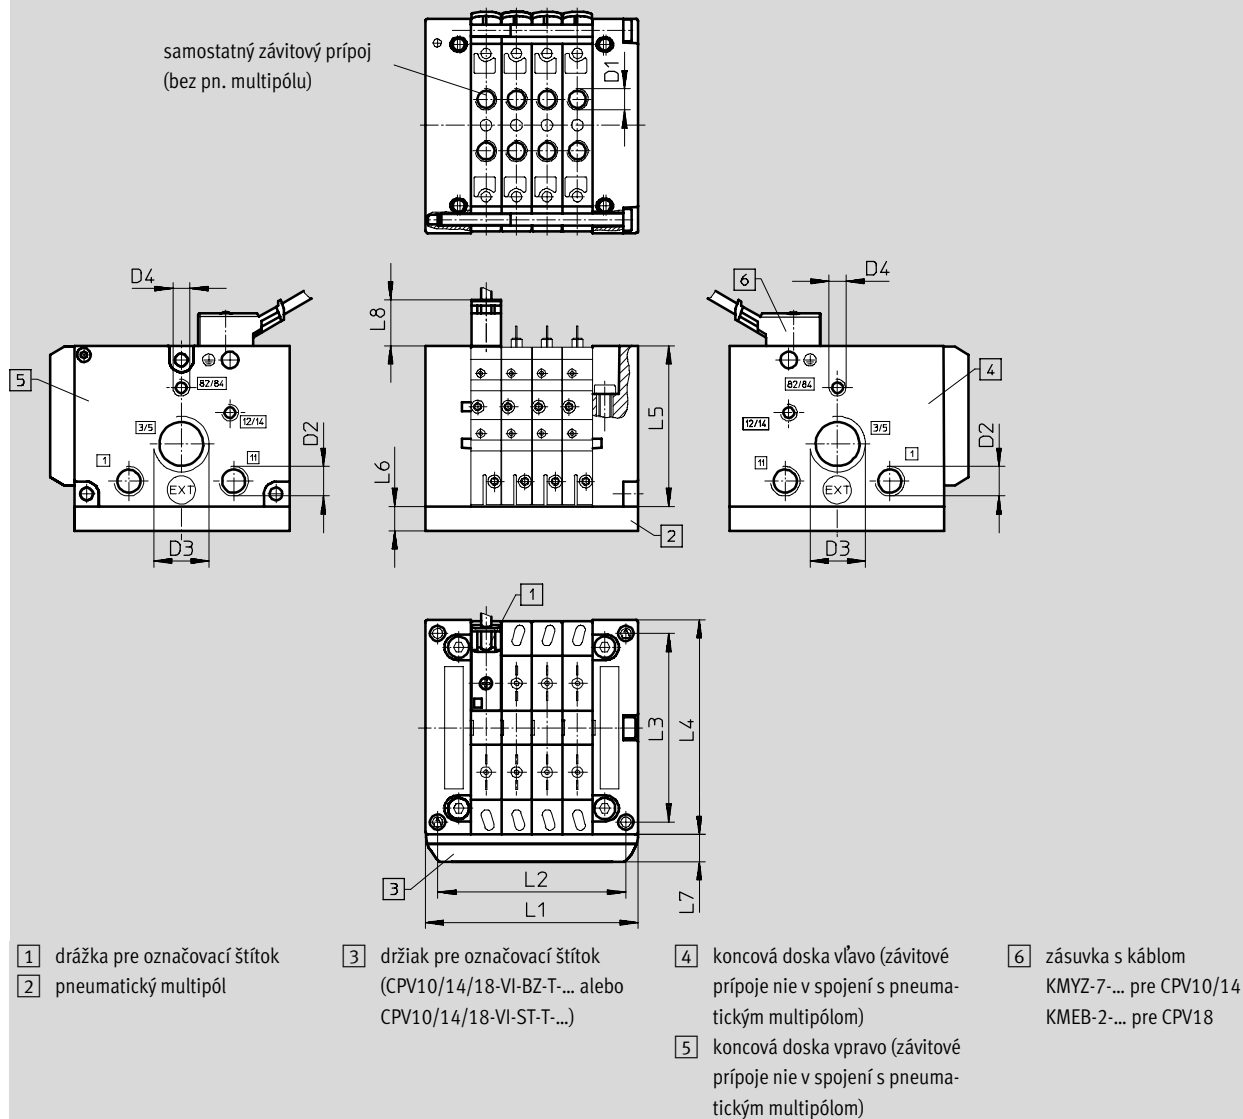 samostatný závitový prípoj
(bez pn. multipólu)
D1
D4
L8
6
D4
5
82/84
12/14
3/5
1
11
EXT
D2
D3
L5
L6
2
82/84
12/14
3/5
11
1
EXT
4
D2
D3
1
L3
L4
3
L2
L1
L7
1 drážka pre označovací štítok
2 pneumatický multipól
3 držiak pre označovací štítok
(CPV10/14/18-VI-BZ-T-... alebo
CPV10/14/18-VI-ST-T-...)
4 koncová doska vľavo (závitové
prípoje nie v spojení s pneuma-
tickým multipólom)
5 koncová doska vpravo (závitové
prípoje nie v spojení s pneuma-
tickým multipólom)
6 zásuvka s káblom
KMYZ-7-... pre CPV10/14
KMEB-2-... pre CPV18